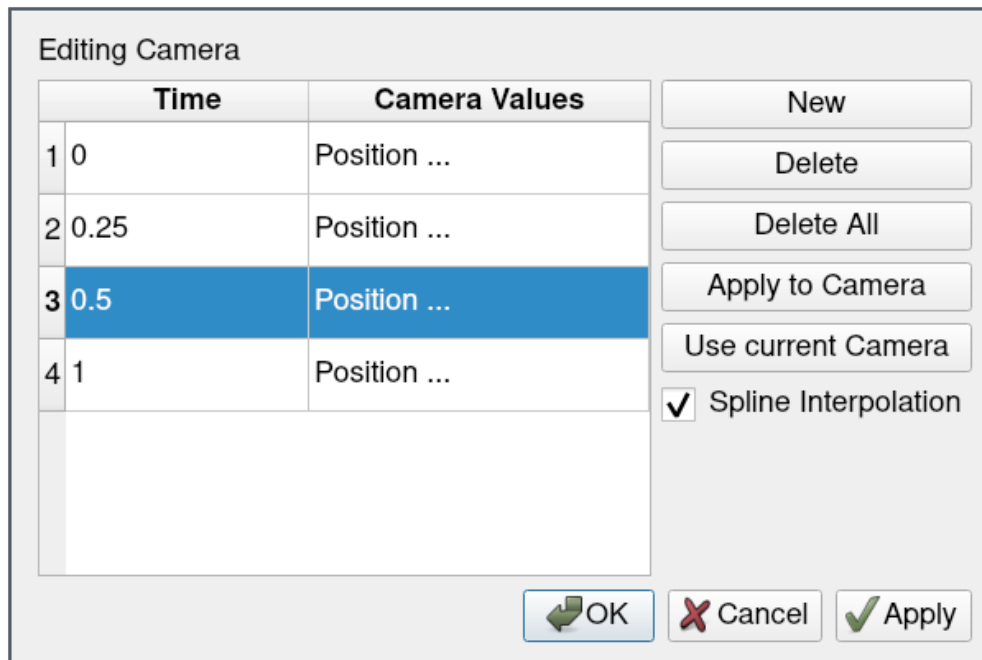 Editing Camera
Time Camera Values
1 0 Position ...
2 0.25 Position ...
3 0.5 Position ...
4 1 Position ...
New
Delete
Delete All
Apply to Camera
Use current Camera
Spline Interpolation
OK Cancel Apply